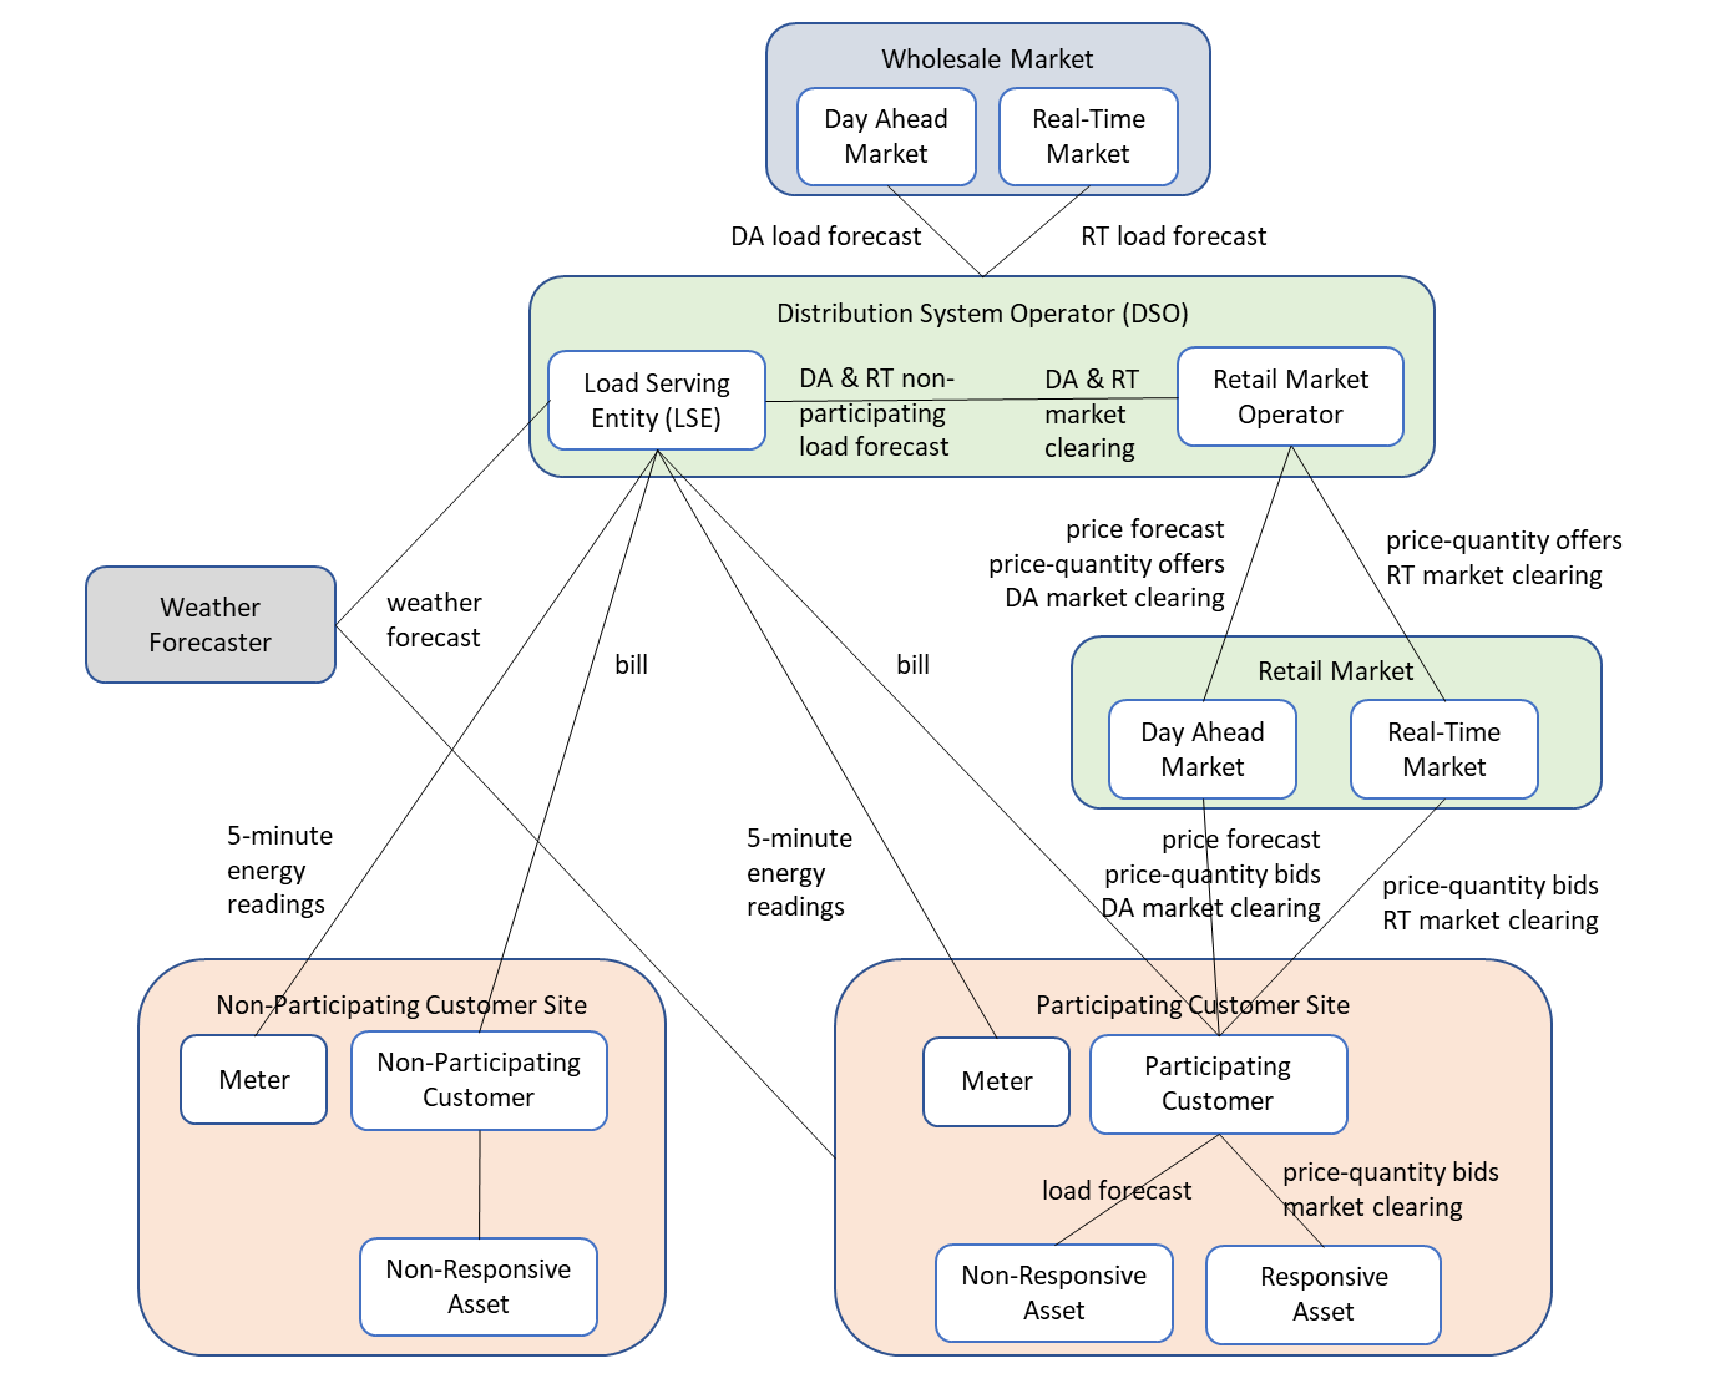 Wholesale Market
Day Ahead
Market
Real-Time
Market
DA load forecast
RT load forecast
Distribution System Operator (DSO)
Load Serving
Entity (LSE)
DA & RT non-
participating
load forecast
DA & RT
market
clearing
Retail Market
Operator
price forecast
price-quantity offers
DA market clearing
price-quantity offers
RT market clearing
Weather
Forecaster
weather
forecast
bill
bill
Retail Market
Day Ahead
Market
Real-Time
Market
5-minute
energy
readings
5-minute
energy
readings
price forecast
price-quantity bids
DA market clearing
price-quantity bids
RT market clearing
Non-Participating Customer Site
Meter
Non-Participating
Customer
Non-Responsive
Asset
Participating Customer Site
Meter
Participating
Customer
load forecast
price-quantity bids
market clearing
Non-Responsive
Asset
Responsive
Asset